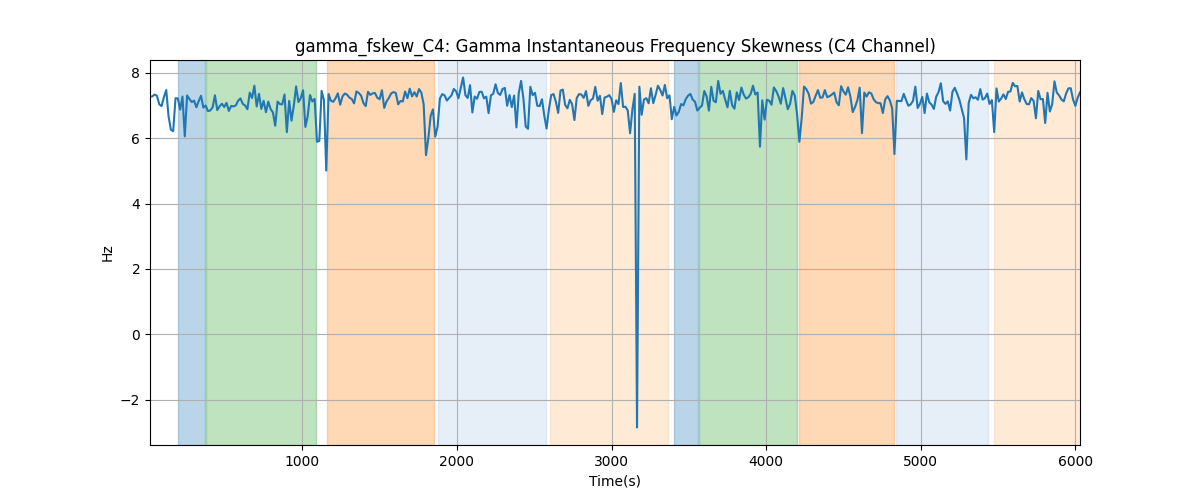 gamma_fskew_C4: Gamma Instantaneous Frequency Skewness (C4 Channel)
8
6
4
2
0
−2
Hz
1000 2000 3000 4000 5000 6000
Time(s)